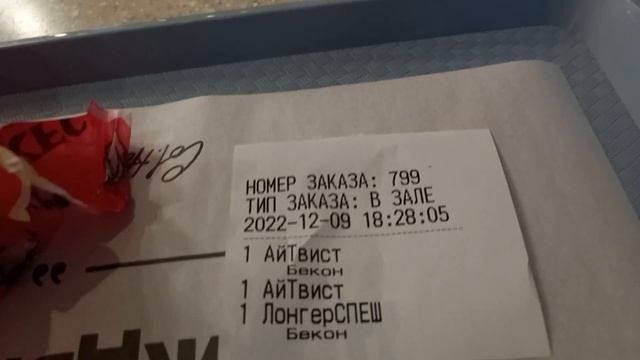 НОМЕР ЗАКАЗА: 799
ТИП ЗАКАЗА: В ЗАЛЕ
2022-12-09 18:28:05
1 АйТвист
Бекон
1 АйТвист
1 ЛонгерСПЕШ
Бекон